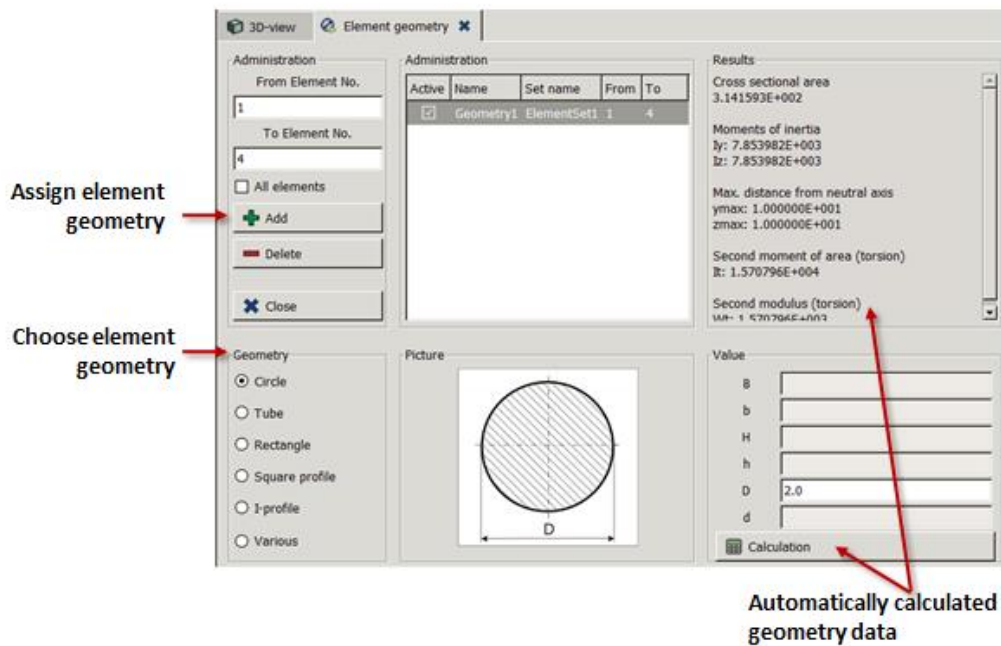 3D-view
Element geometry
Administration
From Element No.
1
To Element No.
4
All elements
Add
Delete
Close
Administration
Active Name Set name From To
Geometry1 ElementSet1 1 4
Results
Cross sectional area
3.141593E+002
Moments of inertia
Iy: 7.853982E+003
Iz: 7.853982E+003
Max. distance from neutral axis
ymax: 1.000000E+001
zmax: 1.000000E+001
Second moment of area (torsion)
It: 1.570796E+004
Second modulus (torsion)
Wt: 1.570796E+003
Assign element
geometry
Choose element
geometry
Geometry
Circle
Tube
Rectangle
Square profile
I-profile
Various
Picture
D
Value
B
b
H
h
D 2.0
d
Calculation
Automatically calculated
geometry data